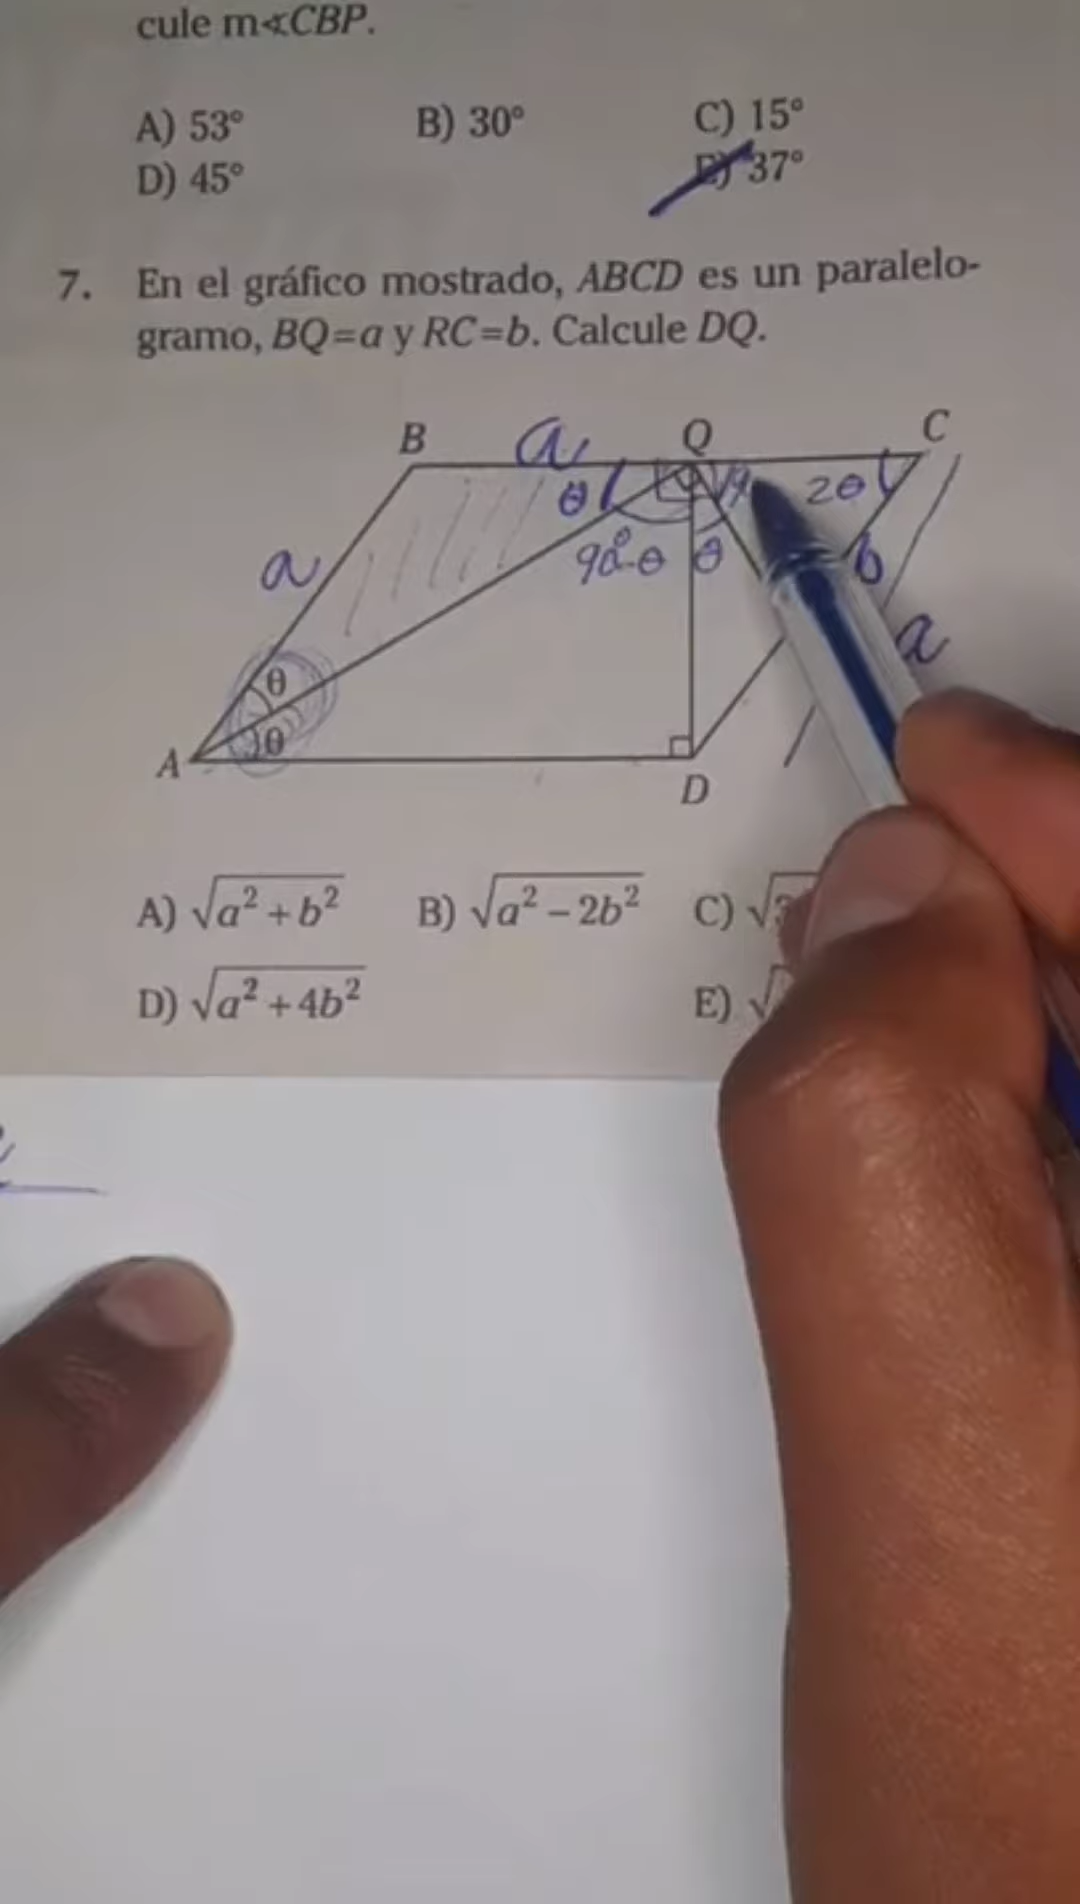 cule m∢CBP.
A) 53° B) 30° C) 15°
D) 45° E) 37°
7. En el gráfico mostrado, ABCD es un paralelo-
gramo, BQ=a y RC=b. Calcule DQ.
B a Q C
θ 2θ
a 90°-θ θ b
a
θ
A θ
D
A) √a²+b² B) √a²-2b² C) √
D) √a²+4b² E) √